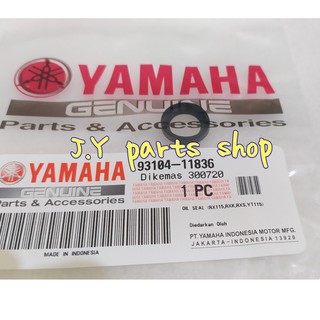 YAMAHA
GENUINE
Parts & Accessories
J.Y parts shop
YAMAHA
GENUINE
Parts & Accessories
MADE IN INDONESIA
93104-11836
Dikemas 300720
1 PC
OIL SEAL (RX115,RXK,RXS,YT115)
Diedarkan Oleh
PT.YAMAHA INDONESIA MOTOR MFG.
JAKARTA-INDONESIA 13920